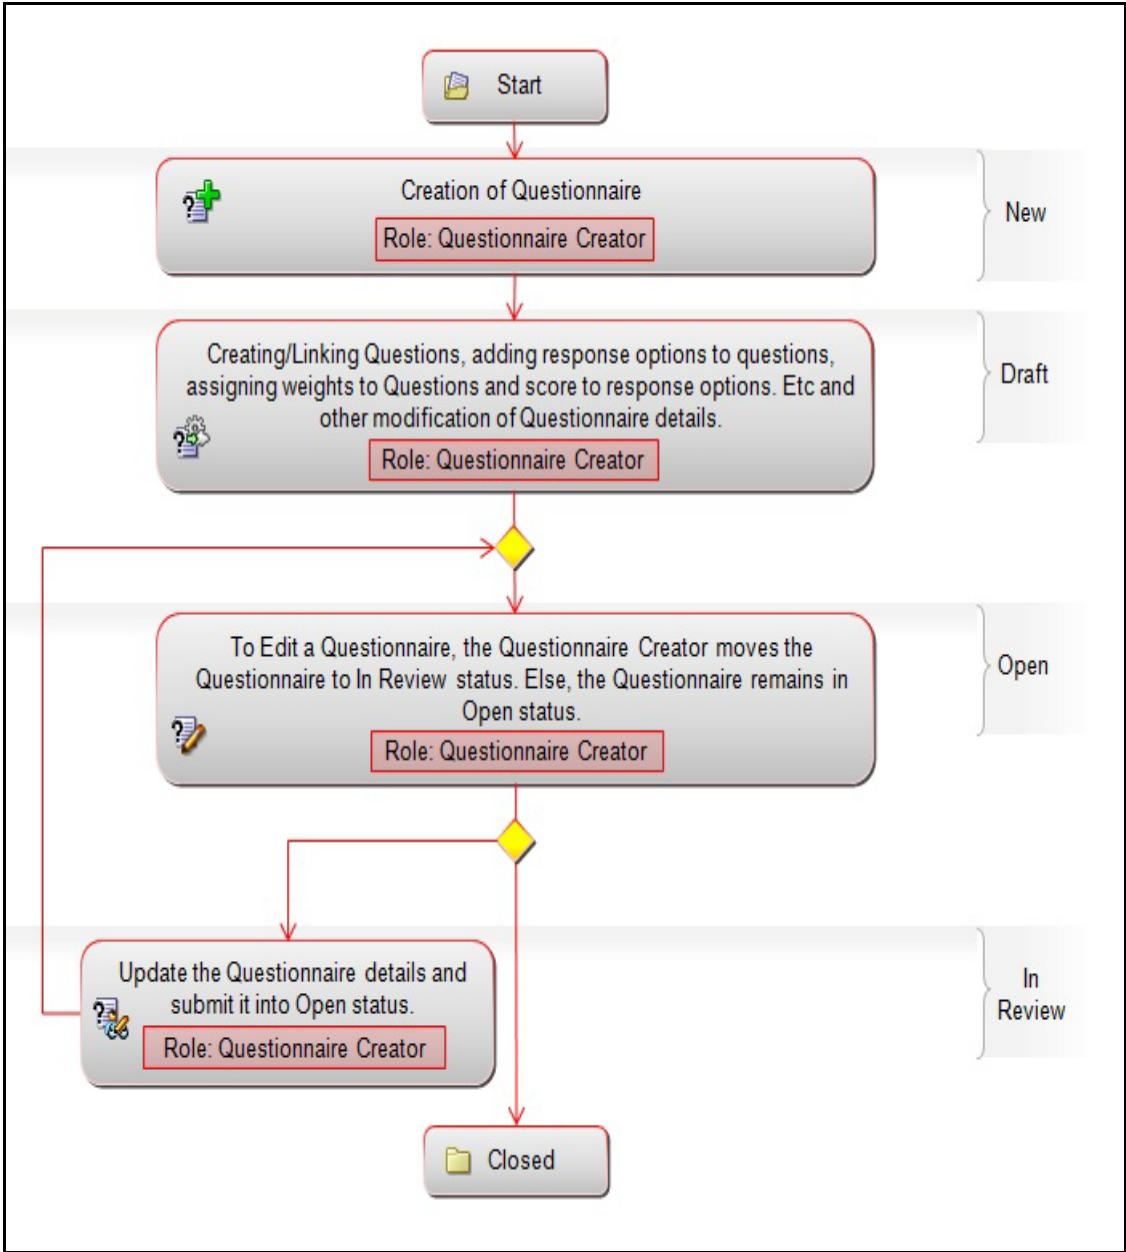 Start
Creation of Questionnaire
Role: Questionnaire Creator
New
Creating/Linking Questions, adding response options to questions,
assigning weights to Questions and score to response options. Etc and
other modification of Questionnaire details.
Role: Questionnaire Creator
Draft
To Edit a Questionnaire, the Questionnaire Creator moves the
Questionnaire to In Review status. Else, the Questionnaire remains in
Open status.
Role: Questionnaire Creator
Open
Update the Questionnaire details and
submit it into Open status.
Role: Questionnaire Creator
In
Review
Closed